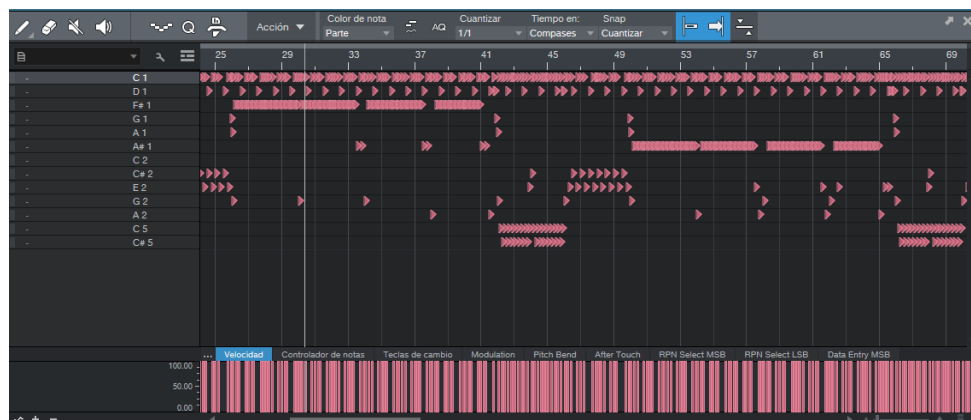 Color de nota Cuantizar Tiempo en: Snap
Acción Parte AQ 1/1 Compases Cuantizar
25 29 33 37 41 45 49 53 57 61 65 69
- C 1
- D 1
- F# 1
- G 1
- A 1
- A# 1
- C 2
- C# 2
- E 2
- G 2
- A 2
- C 5
- C# 5
... Velocidad Controlador de notas Teclas de cambio Modulation Pitch Bend After Touch RPN Select MSB RPN Select LSB Data Entry MSB
100.00
50.00
0.00